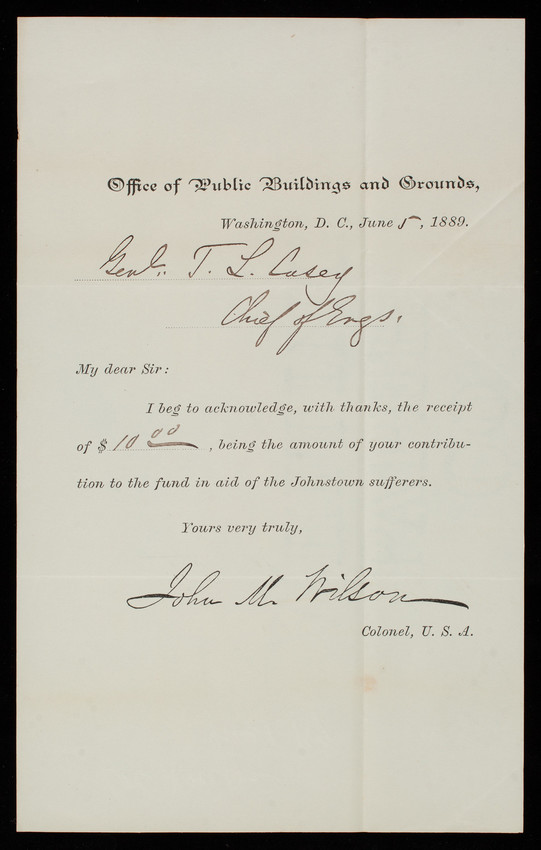 Office of Public Buildings and Grounds,
Washington, D. C., June 5, 1889.
Genl. T. L. Casey
Chief of Engs.
My dear Sir:
I beg to acknowledge, with thanks, the receipt
of $ 10 00, being the amount of your contribu-
tion to the fund in aid of the Johnstown sufferers.
Yours very truly,
John M. Wilson
Colonel, U. S. A.